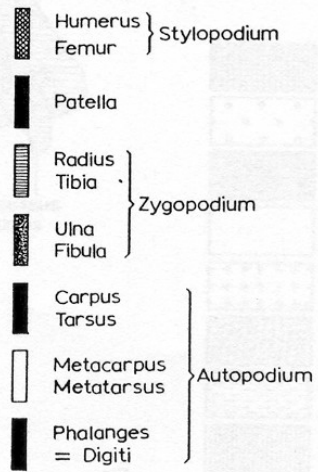 Humerus
Femur
Stylopodium
Patella
Radius
Tibia
Zygopodium
Ulna
Fibula
Carpus
Tarsus
Metacarpus
Metatarsus
Autopodium
Phalanges
= Digiti